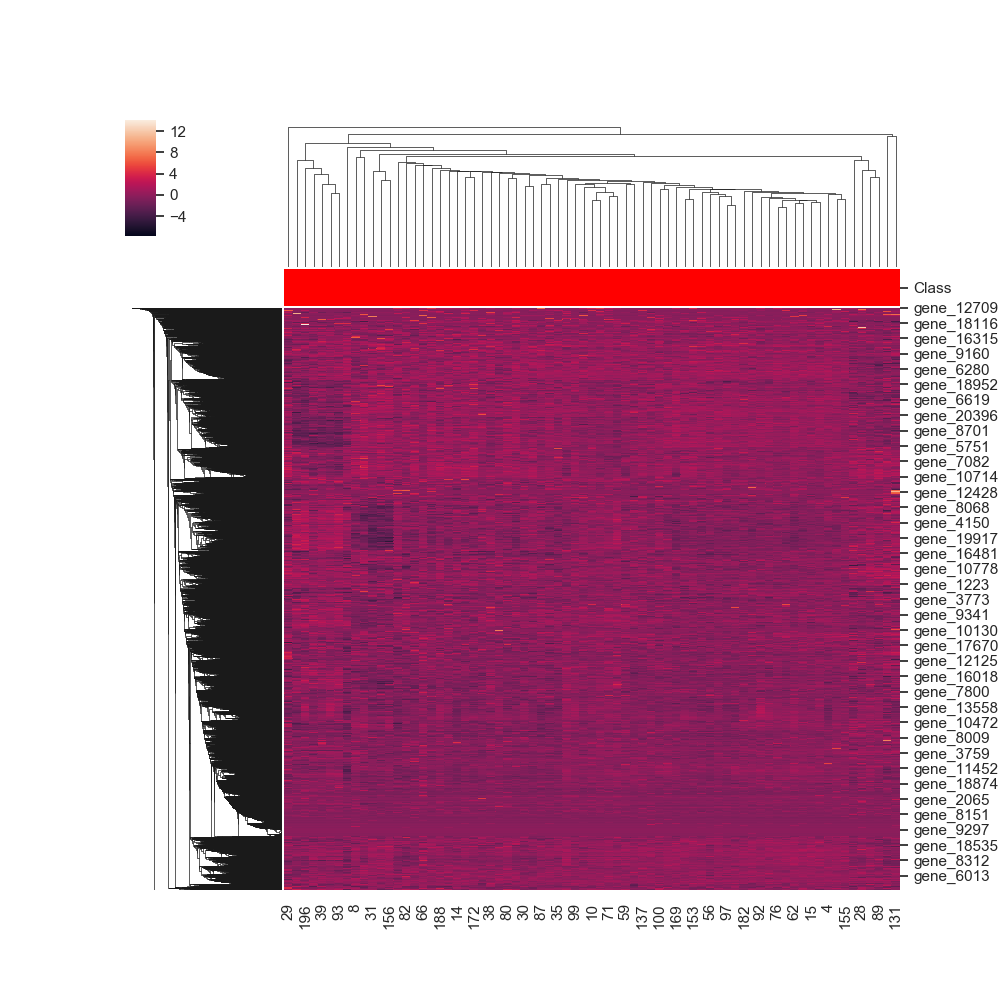 12
8
4
0
−4
Class
gene_12709
gene_18116
gene_16315
gene_9160
gene_6280
gene_18952
gene_6619
gene_20396
gene_8701
gene_5751
gene_7082
gene_10714
gene_12428
gene_8068
gene_4150
gene_19917
gene_16481
gene_10778
gene_1223
gene_3773
gene_9341
gene_10130
gene_17670
gene_12125
gene_16018
gene_7800
gene_13558
gene_10472
gene_8009
gene_3759
gene_11452
gene_18874
gene_2065
gene_8151
gene_9297
gene_18535
gene_8312
gene_6013
29
196
39
93
8
31
156
82
66
188
14
172
38
80
30
87
35
99
10
71
59
137
100
169
153
56
97
182
92
76
62
15
4
155
28
89
131